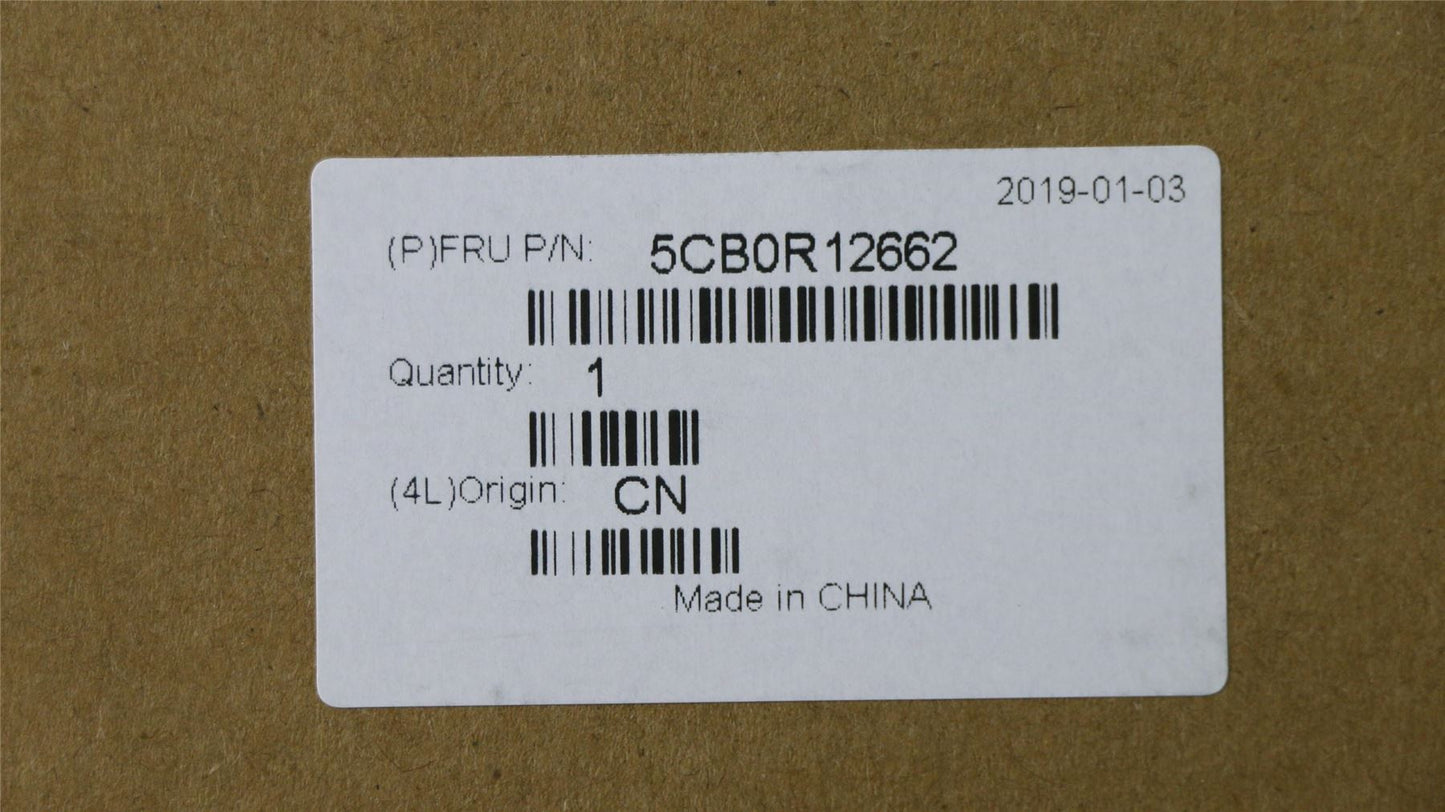 2019-01-03
(P)FRU P/N: 5CB0R12662
Quantity: 1
(4L)Origin: CN
Made in CHINA